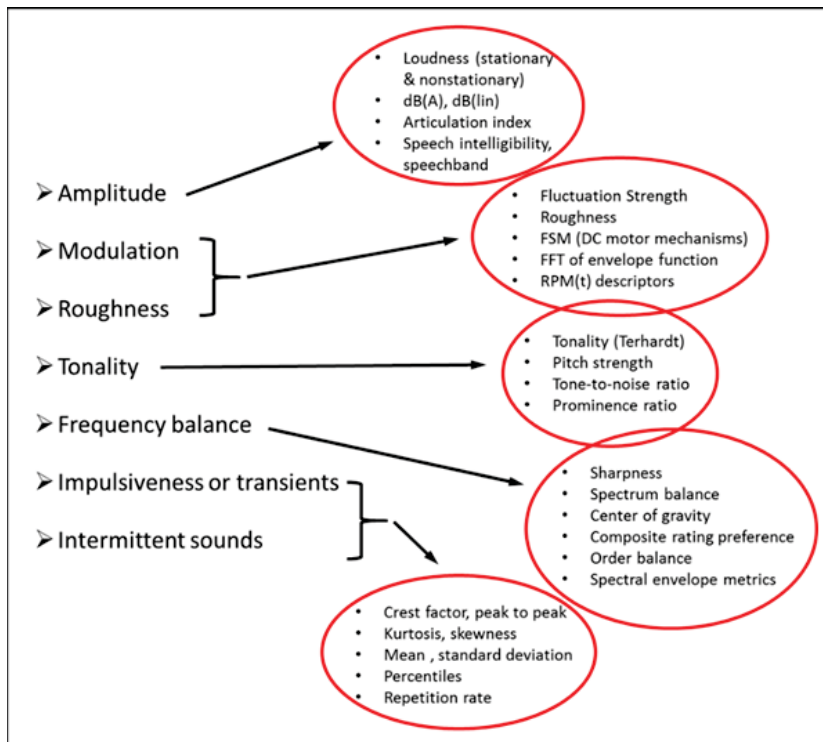 • Loudness (stationary
& nonstationary)
• dB(A), dB(lin)
• Articulation index
• Speech intelligibility,
speechband
➢ Amplitude
➢ Modulation
➢ Roughness
➢ Tonality
➢ Frequency balance
➢ Impulsiveness or transients
➢ Intermittent sounds
• Fluctuation Strength
• Roughness
• FSM (DC motor mechanisms)
• FFT of envelope function
• RPM(t) descriptors
• Tonality (Terhardt)
• Pitch strength
• Tone-to-noise ratio
• Prominence ratio
• Sharpness
• Spectrum balance
• Center of gravity
• Composite rating preference
• Order balance
• Spectral envelope metrics
• Crest factor, peak to peak
• Kurtosis, skewness
• Mean , standard deviation
• Percentiles
• Repetition rate